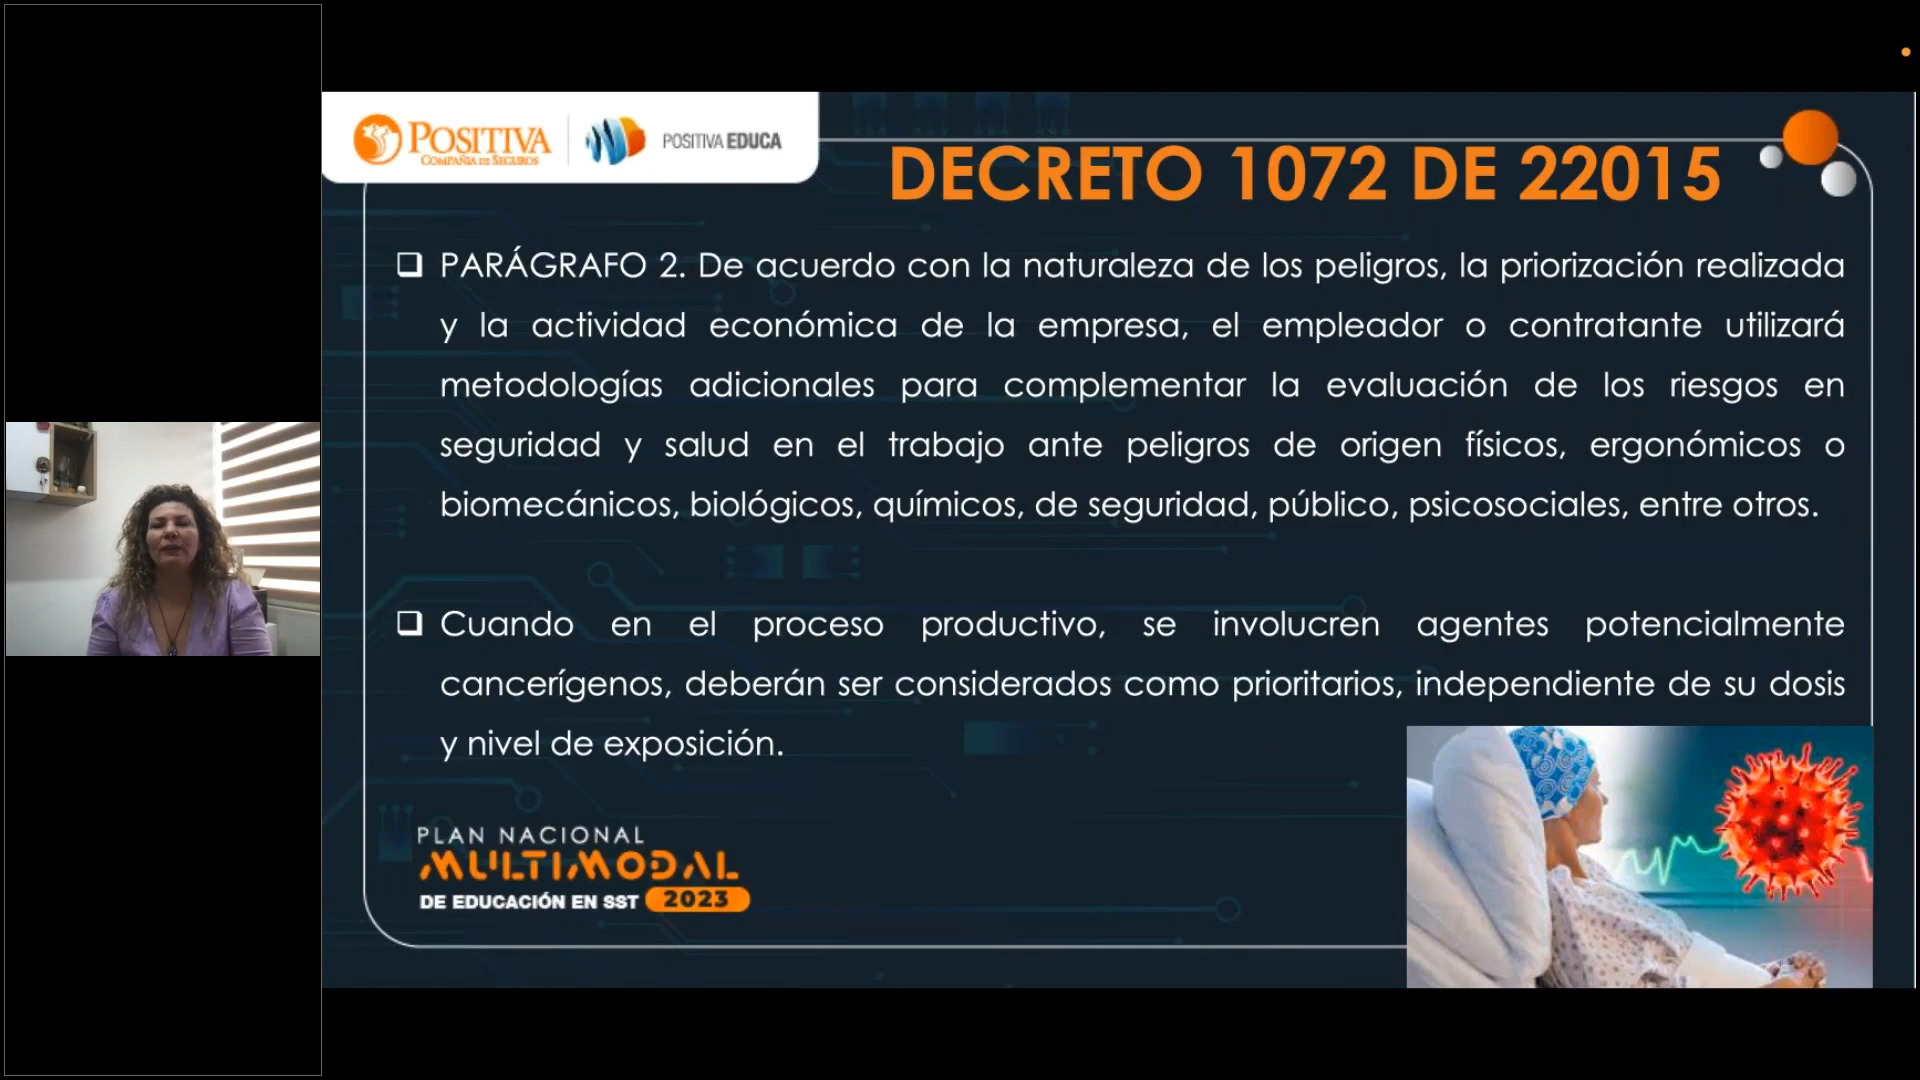 POSITIVA
COMPAÑIA DE SEGUROS
POSITIVA EDUCA
DECRETO 1072 DE 22015
❑ PARÁGRAFO 2. De acuerdo con la naturaleza de los peligros, la priorización realizada
y la actividad económica de la empresa, el empleador o contratante utilizará
metodologías adicionales para complementar la evaluación de los riesgos en
seguridad y salud en el trabajo ante peligros de origen físicos, ergonómicos o
biomecánicos, biológicos, químicos, de seguridad, público, psicosociales, entre otros.
❑ Cuando en el proceso productivo, se involucren agentes potencialmente
cancerígenos, deberán ser considerados como prioritarios, independiente de su dosis
y nivel de exposición.
PLAN NACIONAL
MULTIMODAL
DE EDUCACIÓN EN SST 2023